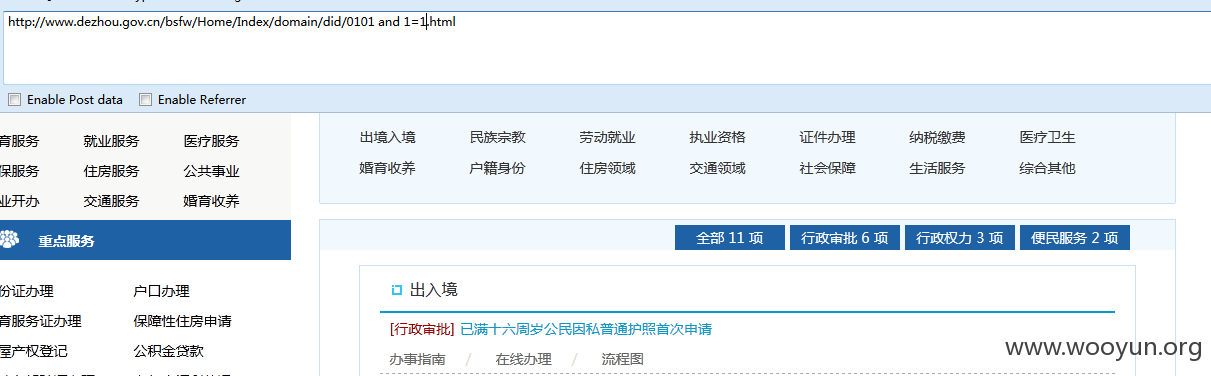 http://www.dezhou.gov.cn/bsfw/Home/Index/domain/did/0101 and 1=1.html
Enable Post data Enable Referrer
育服务 就业服务 医疗服务
保服务 住房服务 公共事业
业开办 交通服务 婚育收养
重点服务
份证办理 户口办理
育服务证办理 保障性住房申请
屋产权登记 公积金贷款
出境入境 民族宗教 劳动就业 执业资格 证件办理 纳税缴费 医疗卫生
婚育收养 户籍身份 住房领域 交通领域 社会保障 生活服务 综合其他
全部 11 项 行政审批 6 项 行政权力 3 项 便民服务 2 项
出入境
[行政审批] 已满十六周岁公民因私普通护照首次申请
办事指南 / 在线办理 / 流程图
www.wooyun.org